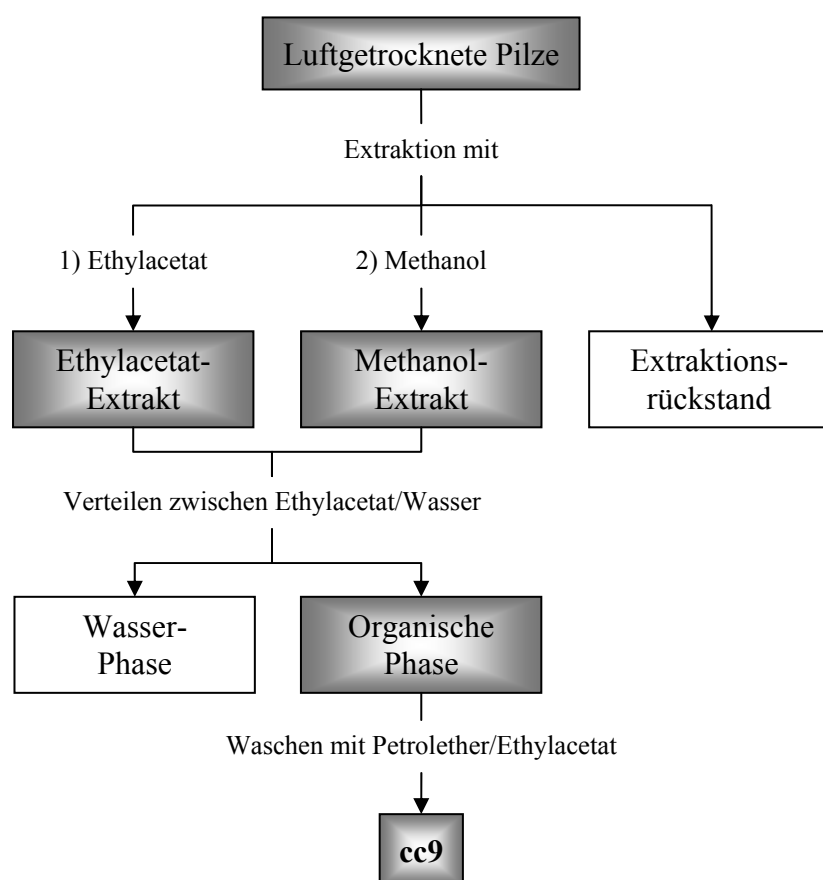 Luftgetrocknete Pilze
Extraktion mit
1) Ethylacetat
2) Methanol
Ethylacetat-
Extrakt
Methanol-
Extrakt
Extraktions-
rückstand
Verteilen zwischen Ethylacetat/Wasser
Wasser-
Phase
Organische
Phase
Waschen mit Petrolether/Ethylacetat
cc9